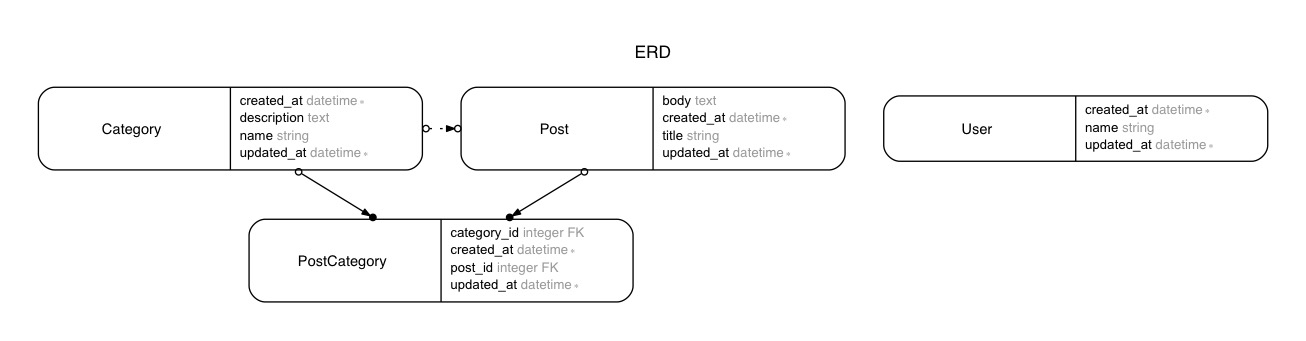 ERD
Category
created_at datetime *
description text
name string
updated_at datetime *
Post
body text
created_at datetime *
title string
updated_at datetime *
User
created_at datetime *
name string
updated_at datetime *
PostCategory
category_id integer FK
created_at datetime *
post_id integer FK
updated_at datetime *